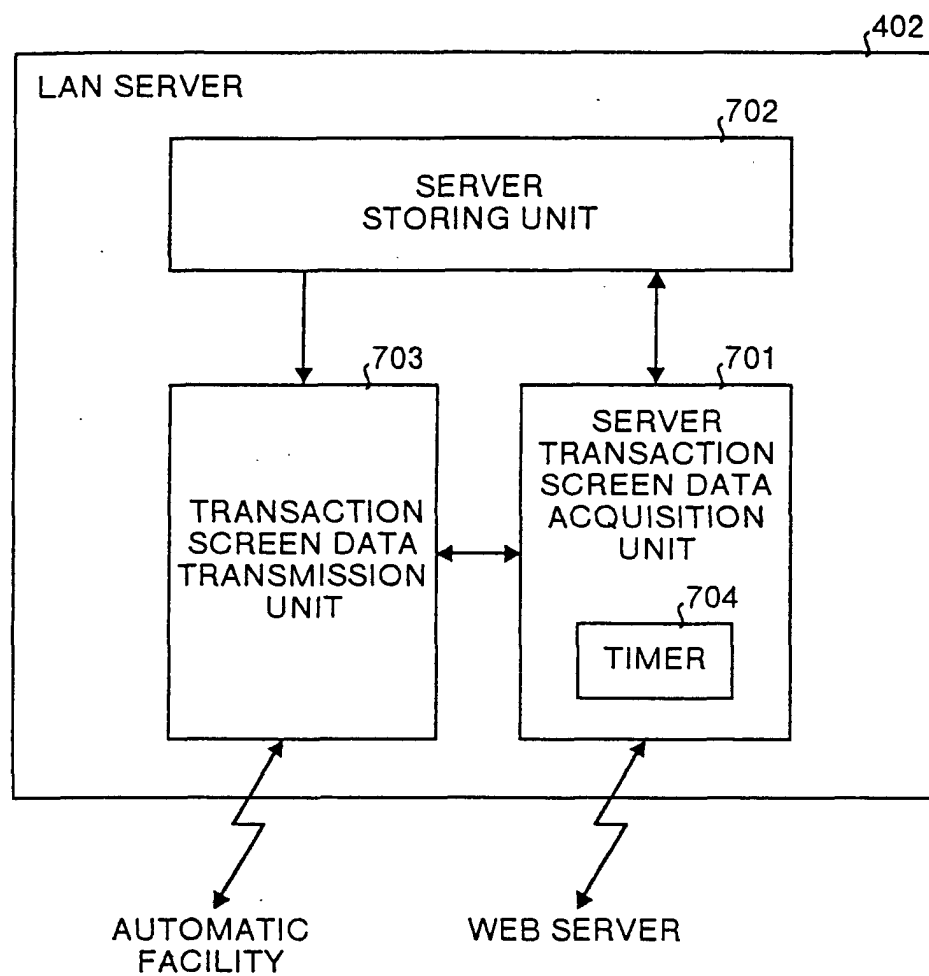 402
LAN SERVER
702
SERVER
STORING UNIT
703
TRANSACTION
SCREEN DATA
TRANSMISSION
UNIT
701
SERVER
TRANSACTION
SCREEN DATA
ACQUISITION
UNIT
704
TIMER
AUTOMATIC
FACILITY
WEB SERVER